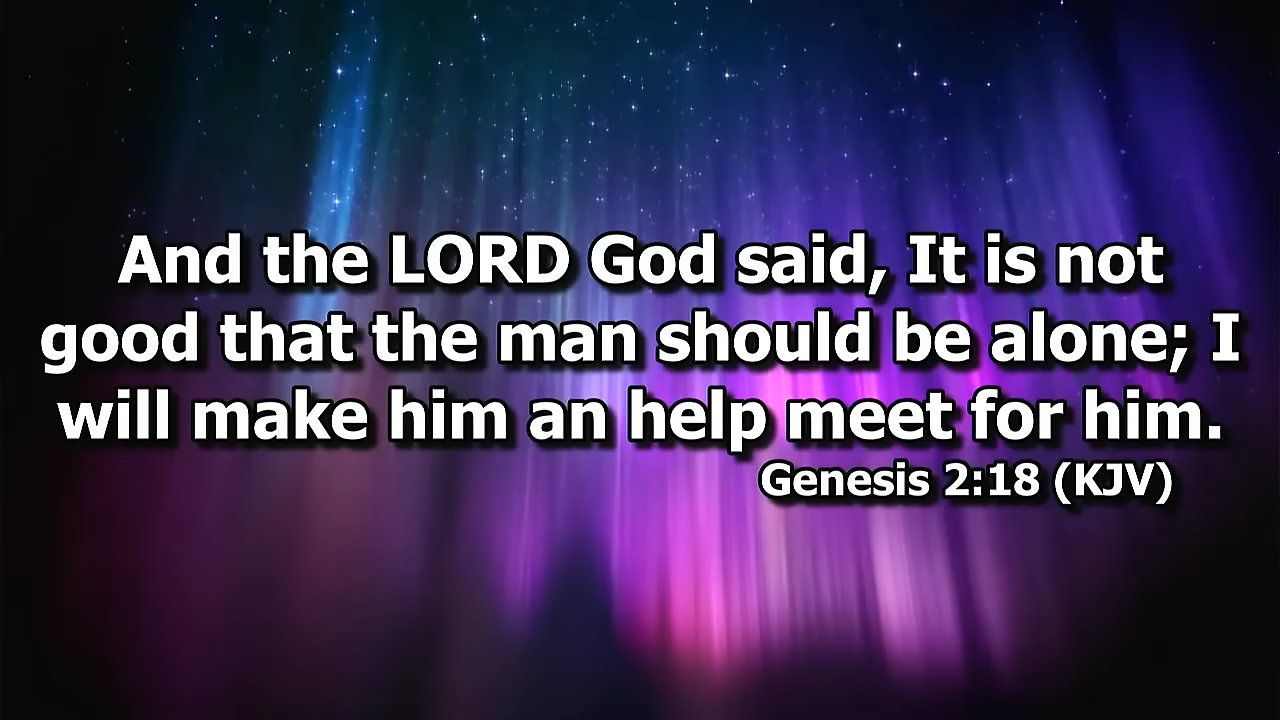 And the LORD God said, It is not
good that the man should be alone; I
will make him an help meet for him.
Genesis 2:18 (KJV)